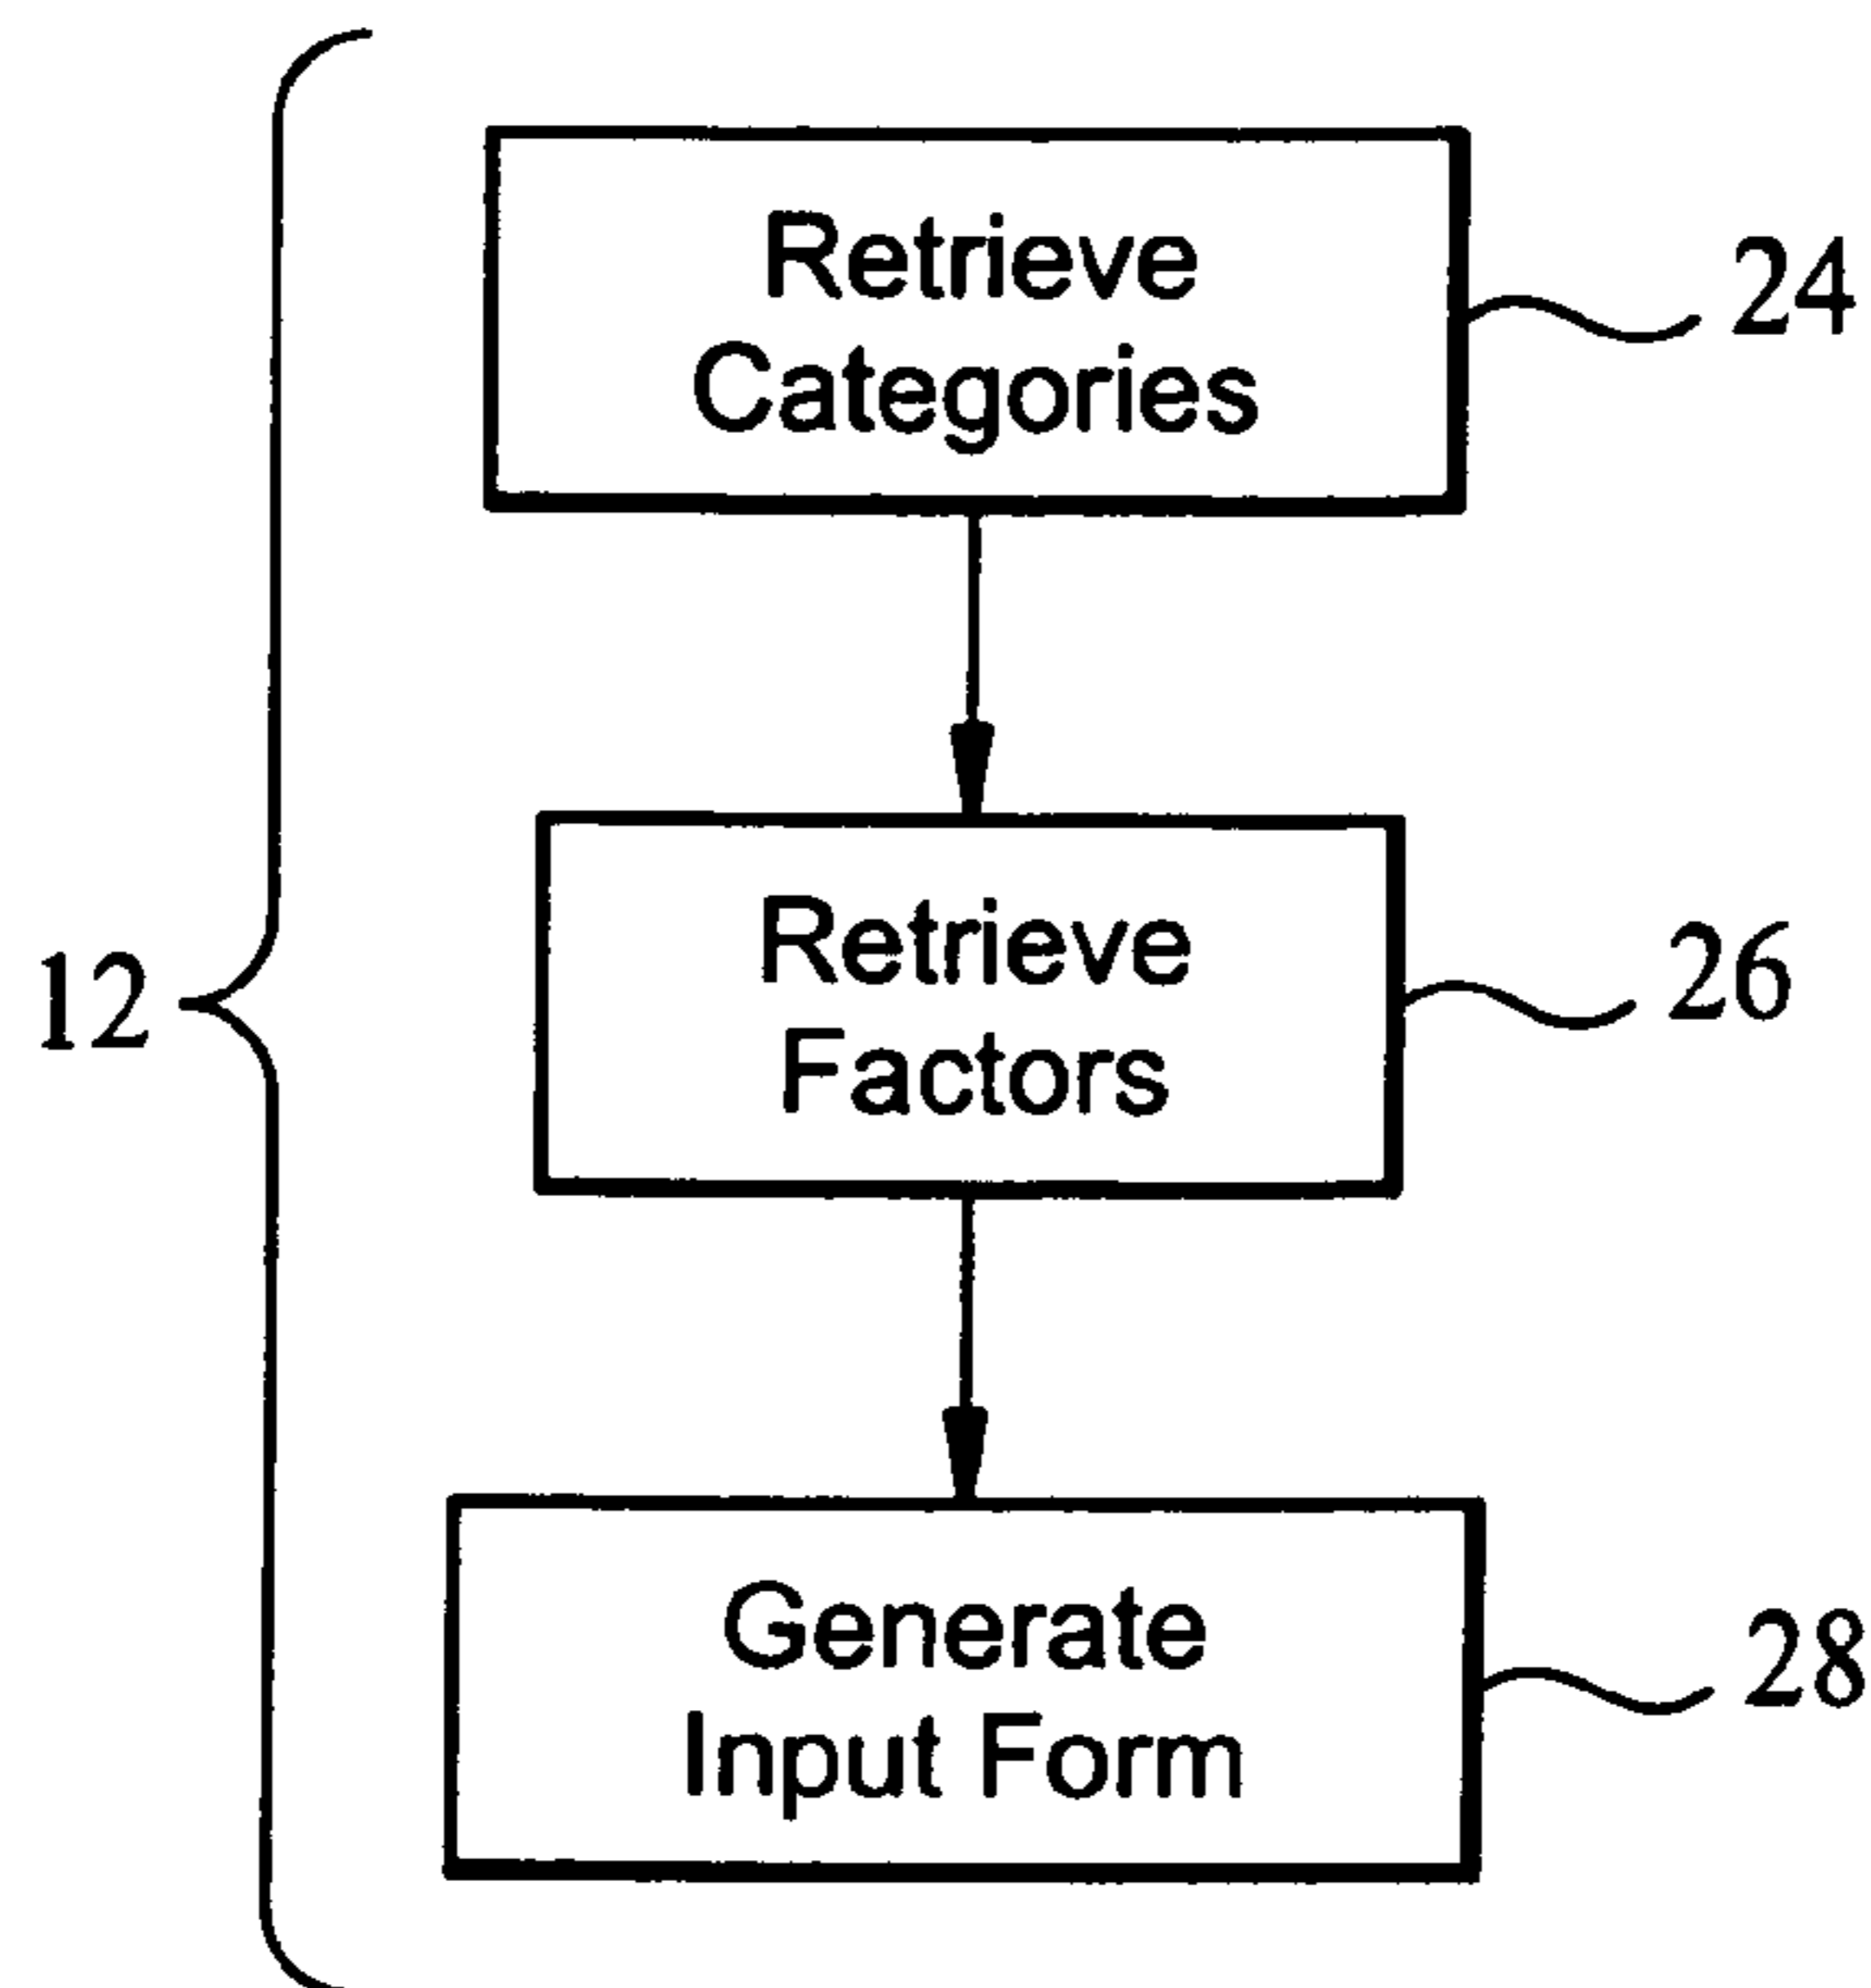 Retrieve
Categories
24
Retrieve
Factors
26
12
Generate
Input Form
28